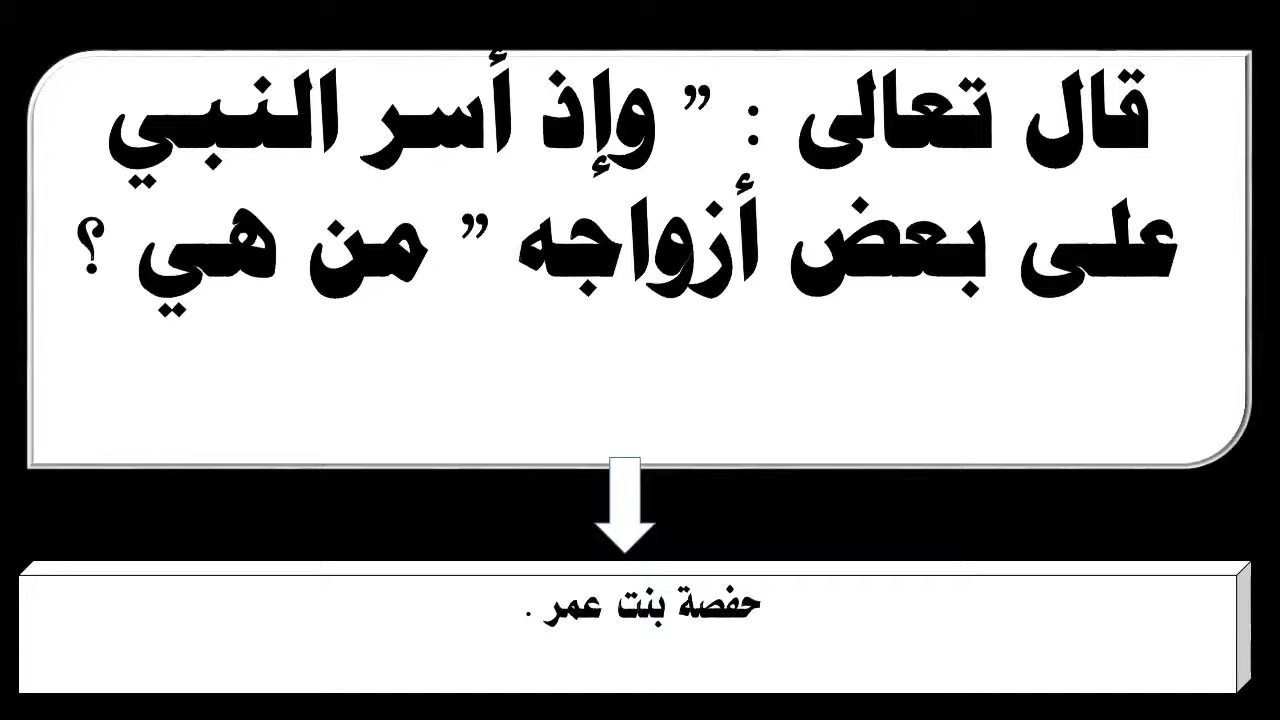 قال تعالى : ” وإذ أسر النبي
على بعض أزواجه ” من هي ؟
حفصة بنت عمر .